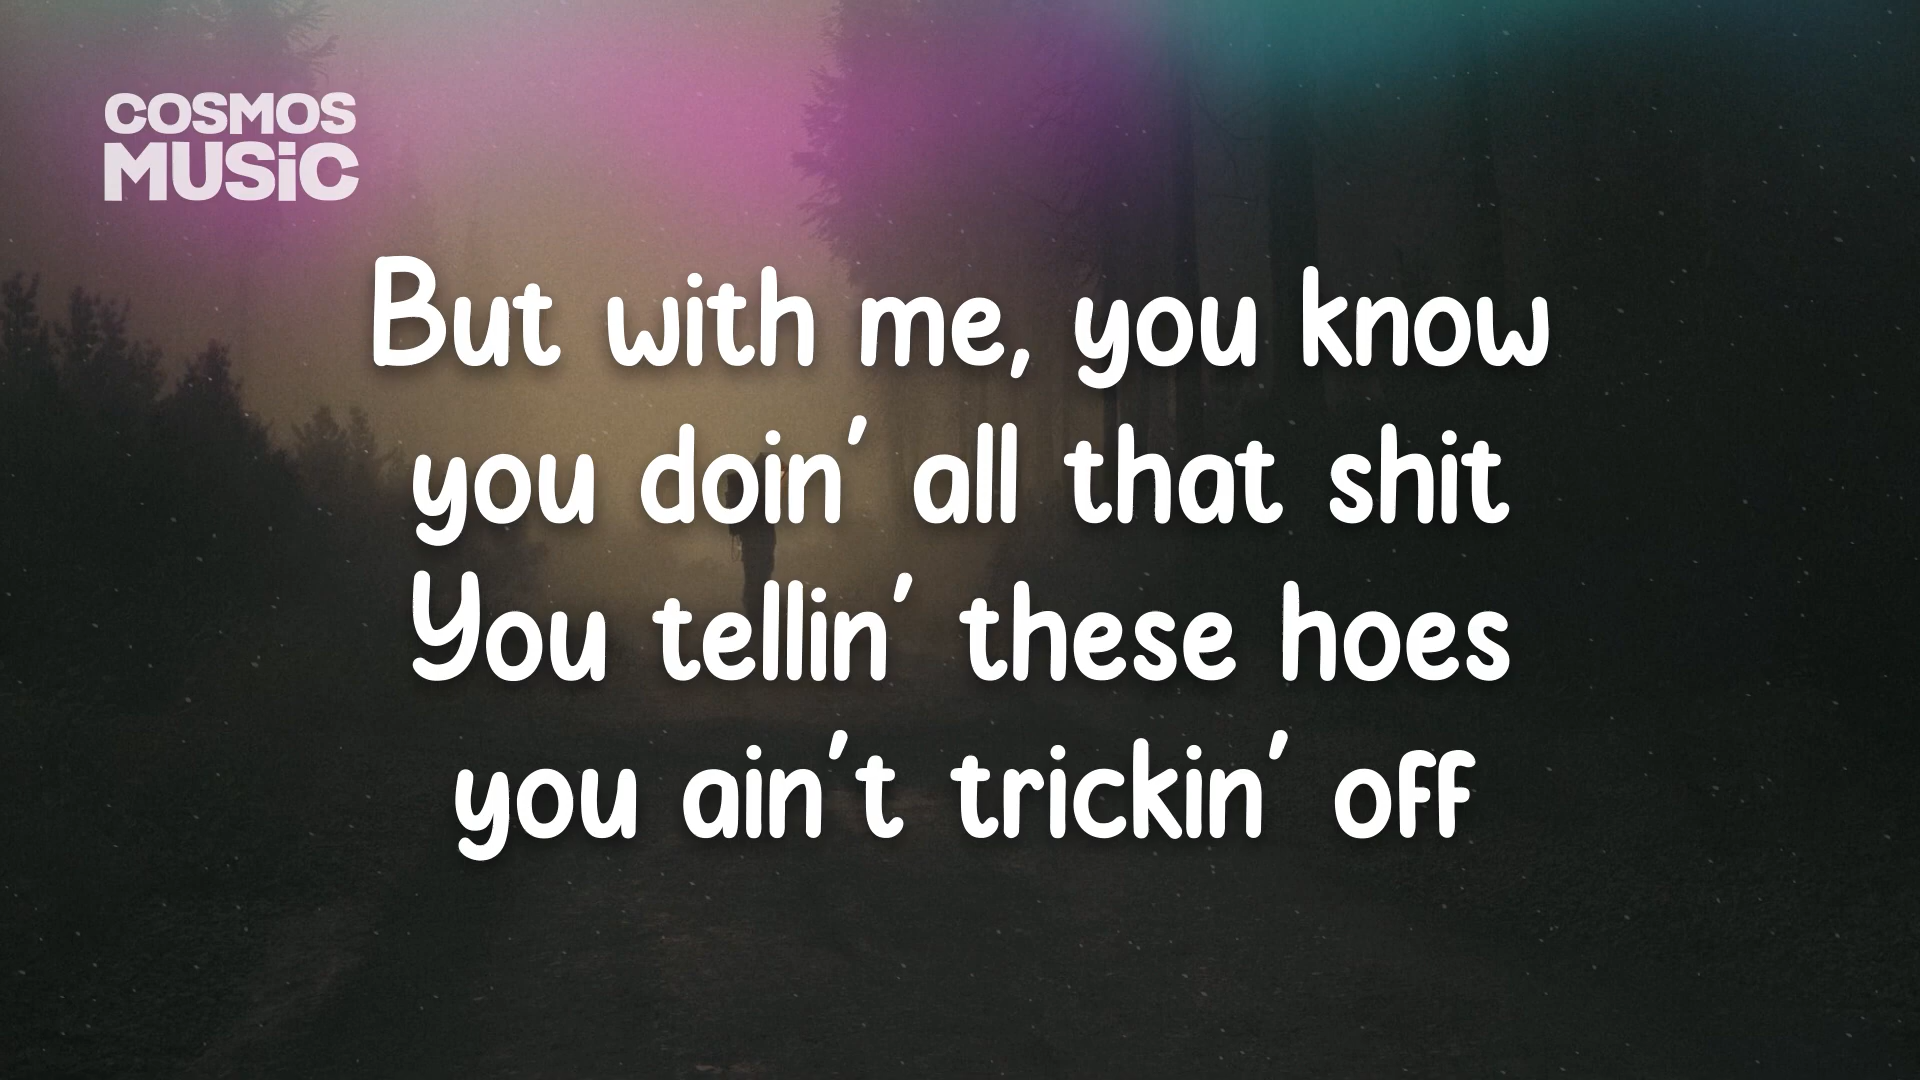 COSMOS
MUSiC
But with me, you know
you doin' all that shit
You tellin' these hoes
you ain't trickin' off